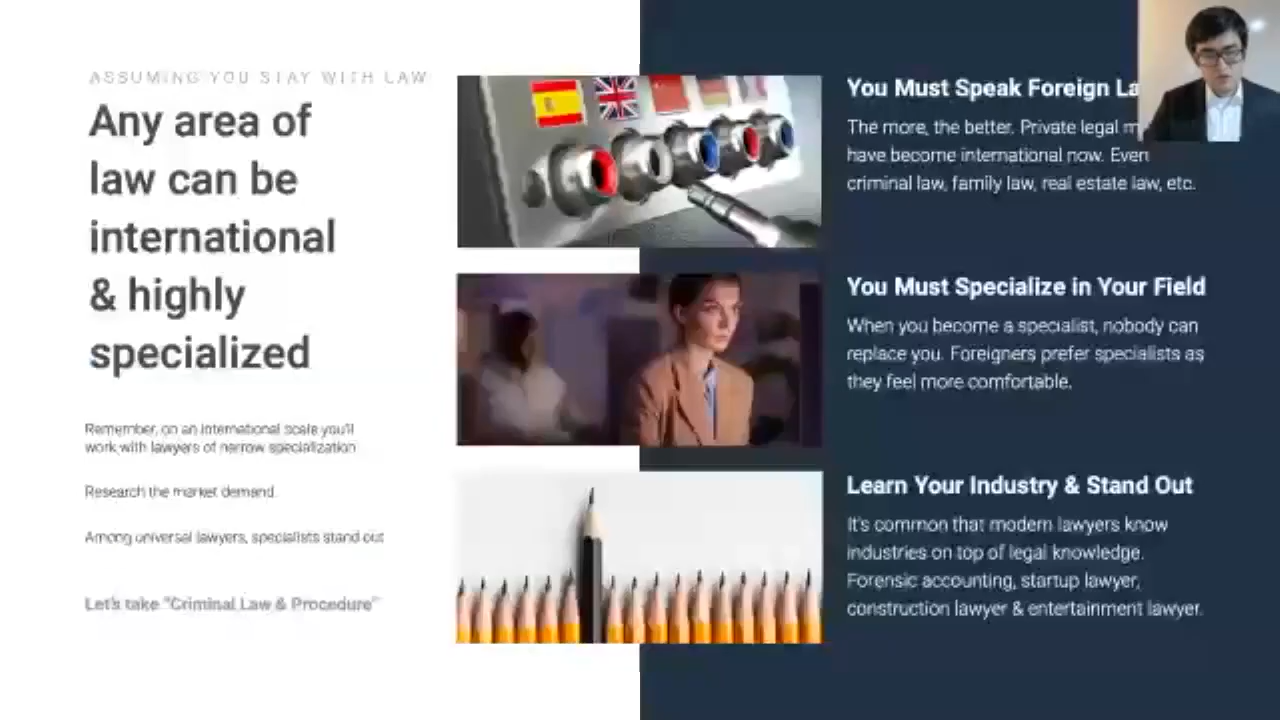 ASSUMING YOU STAY WITH LAW
Any area of
law can be
international
& highly
specialized
Remember, on an international scale you'll
work with lawyers of narrow specialization
Research the market demand.
Among universal lawyers, specialists stand out
Let's take "Criminal Law & Procedure"
You Must Speak Foreign
The more, the better. Private legal
have become international now. Even
criminal law, family law, real estate law, etc.
You Must Specialize in Your Field
When you become a specialist, nobody can
replace you. Foreigners prefer specialists as
they feel more comfortable.
Learn Your Industry & Stand Out
It's common that modern lawyers know
industries on top of legal knowledge.
Forensic accounting, startup lawyer,
construction lawyer & entertainment lawyer.